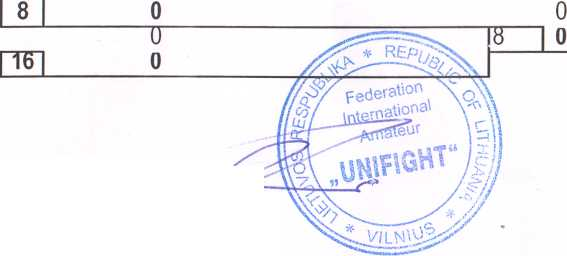 8 0 0
0 8 0
16 0
LIETUVOS RESPUBLIKA * REPUBLIC OF LITHUANIA * VILNIUS *
Federation
International
Amateur
„UNIFIGHT“